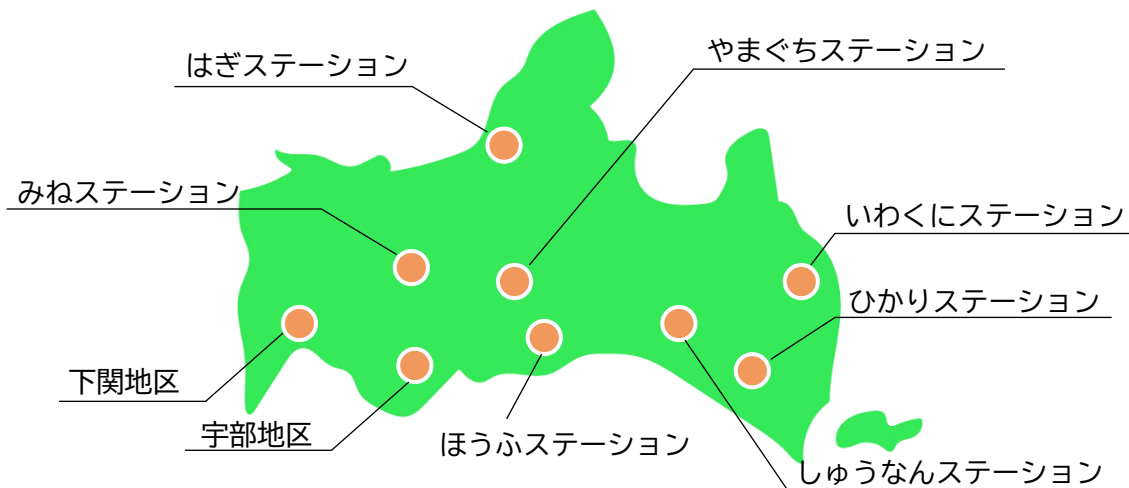 やまぐちステーション
はぎステーション
みねステーション
いわくにステーション
ひかりステーション
下関地区
宇部地区
ほうふステーション
しゅうなんステーション